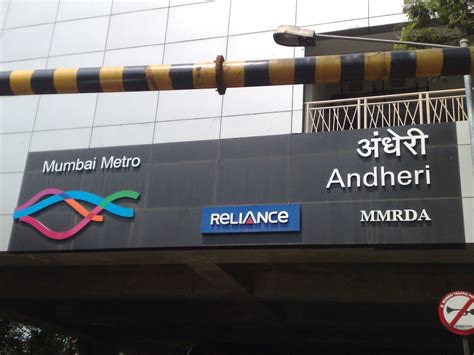 Mumbai Metro
अंधेरी
Andheri
RELIANCE
MMRDA